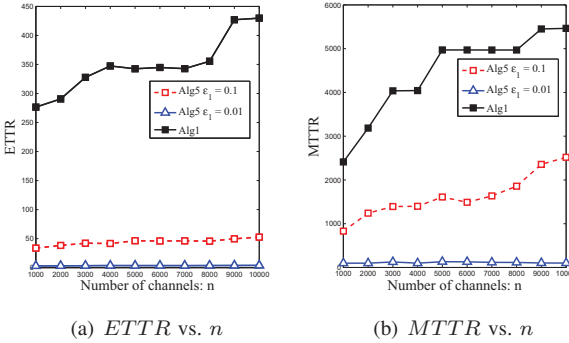 450
400
350
300
250
200
150
100
50
ETTR
Alg5 ε1 = 0.1
Alg5 ε1 = 0.01
Alg1
1000 2000 3000 4000 5000 6000 7000 8000 9000 10000
Number of channels: n
(a) ETTR vs. n
6000
5000
4000
3000
2000
1000
MTTR
Alg5 ε1 = 0.1
Alg5 ε1 = 0.01
Alg1
1000 2000 3000 4000 5000 6000 7000 8000 9000 10000
Number of channels: n
(b) MTTR vs. n